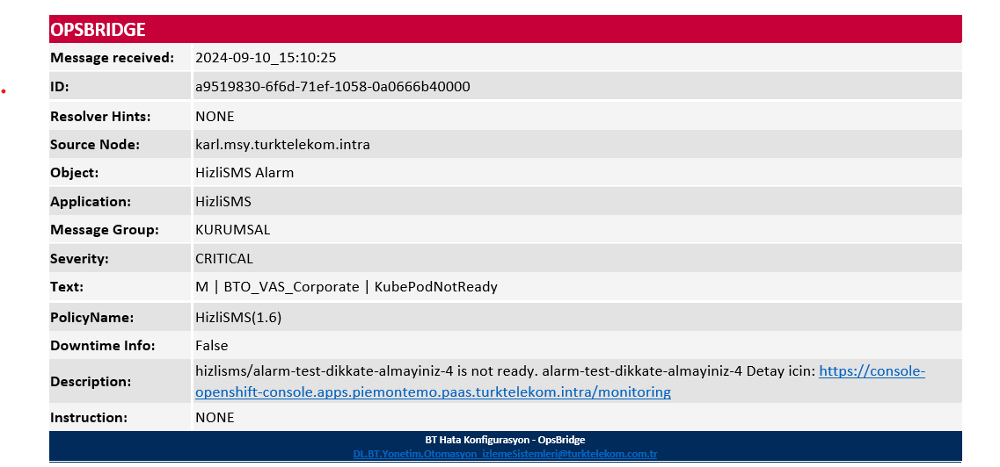 OPSBRIDGE
Message received: 2024-09-10_15:10:25
ID: a9519830-6f6d-71ef-1058-0a0666b40000
Resolver Hints: NONE
Source Node: karl.msy.turktelekom.intra
Object: HizliSMS Alarm
Application: HizliSMS
Message Group: KURUMSAL
Severity: CRITICAL
Text: M | BTO_VAS_Corporate | KubePodNotReady
PolicyName: HizliSMS(1.6)
Downtime Info: False
Description: hizlisms/alarm-test-dikkate-almayiniz-4 is not ready. alarm-test-dikkate-almayiniz-4 Detay icin: https://console-
openshift-console.apps.piemontemo.paas.turktelekom.intra/monitoring
Instruction: NONE
BT Hata Konfigurasyon - OpsBridge
DL.BT.Yonetim.Otomasyon_izlemeSistemleri@turktelekom.com.tr